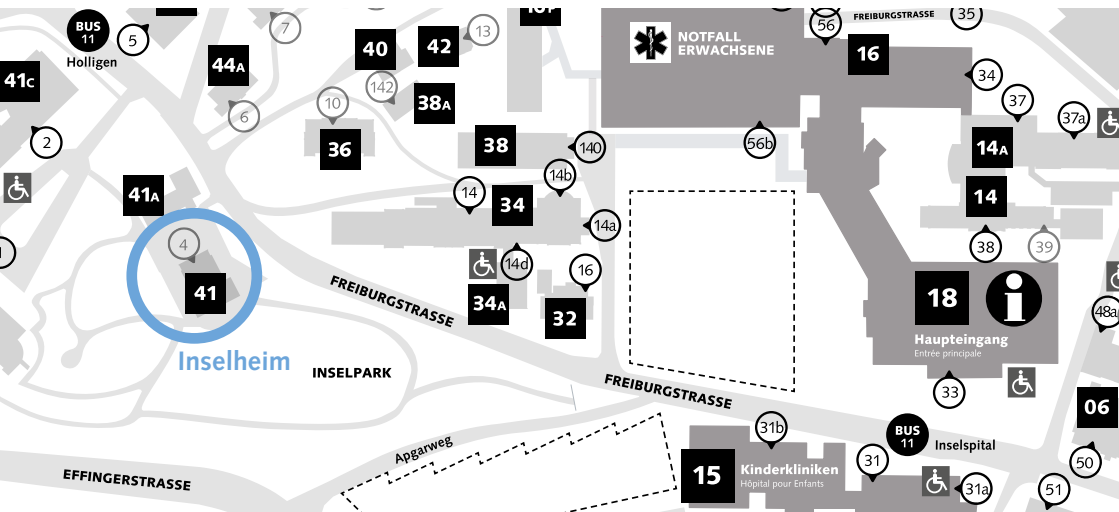 BUS
11
Holligen
5
7
40
42
13
NOTFALL
ERWACHSENE
56
FREIBURGSTRASSE
35
16
41C
44A
142
38A
34
37
37a
10
6
2
36
38
140
56b
14A
41A
14
34
14b
14a
14
4
14d
16
38
39
41
34A
32
FREIBURGSTRASSE
18
Haupteingang
Entrée principale
48a
Inselheim
INSELPARK
FREIBURGSTRASSE
33
06
31b
BUS
11
Inselspital
Apgarweg
15
Kinderkliniken
Hôpital pour Enfants
31
31a
50
51
EFFINGERSTRASSE